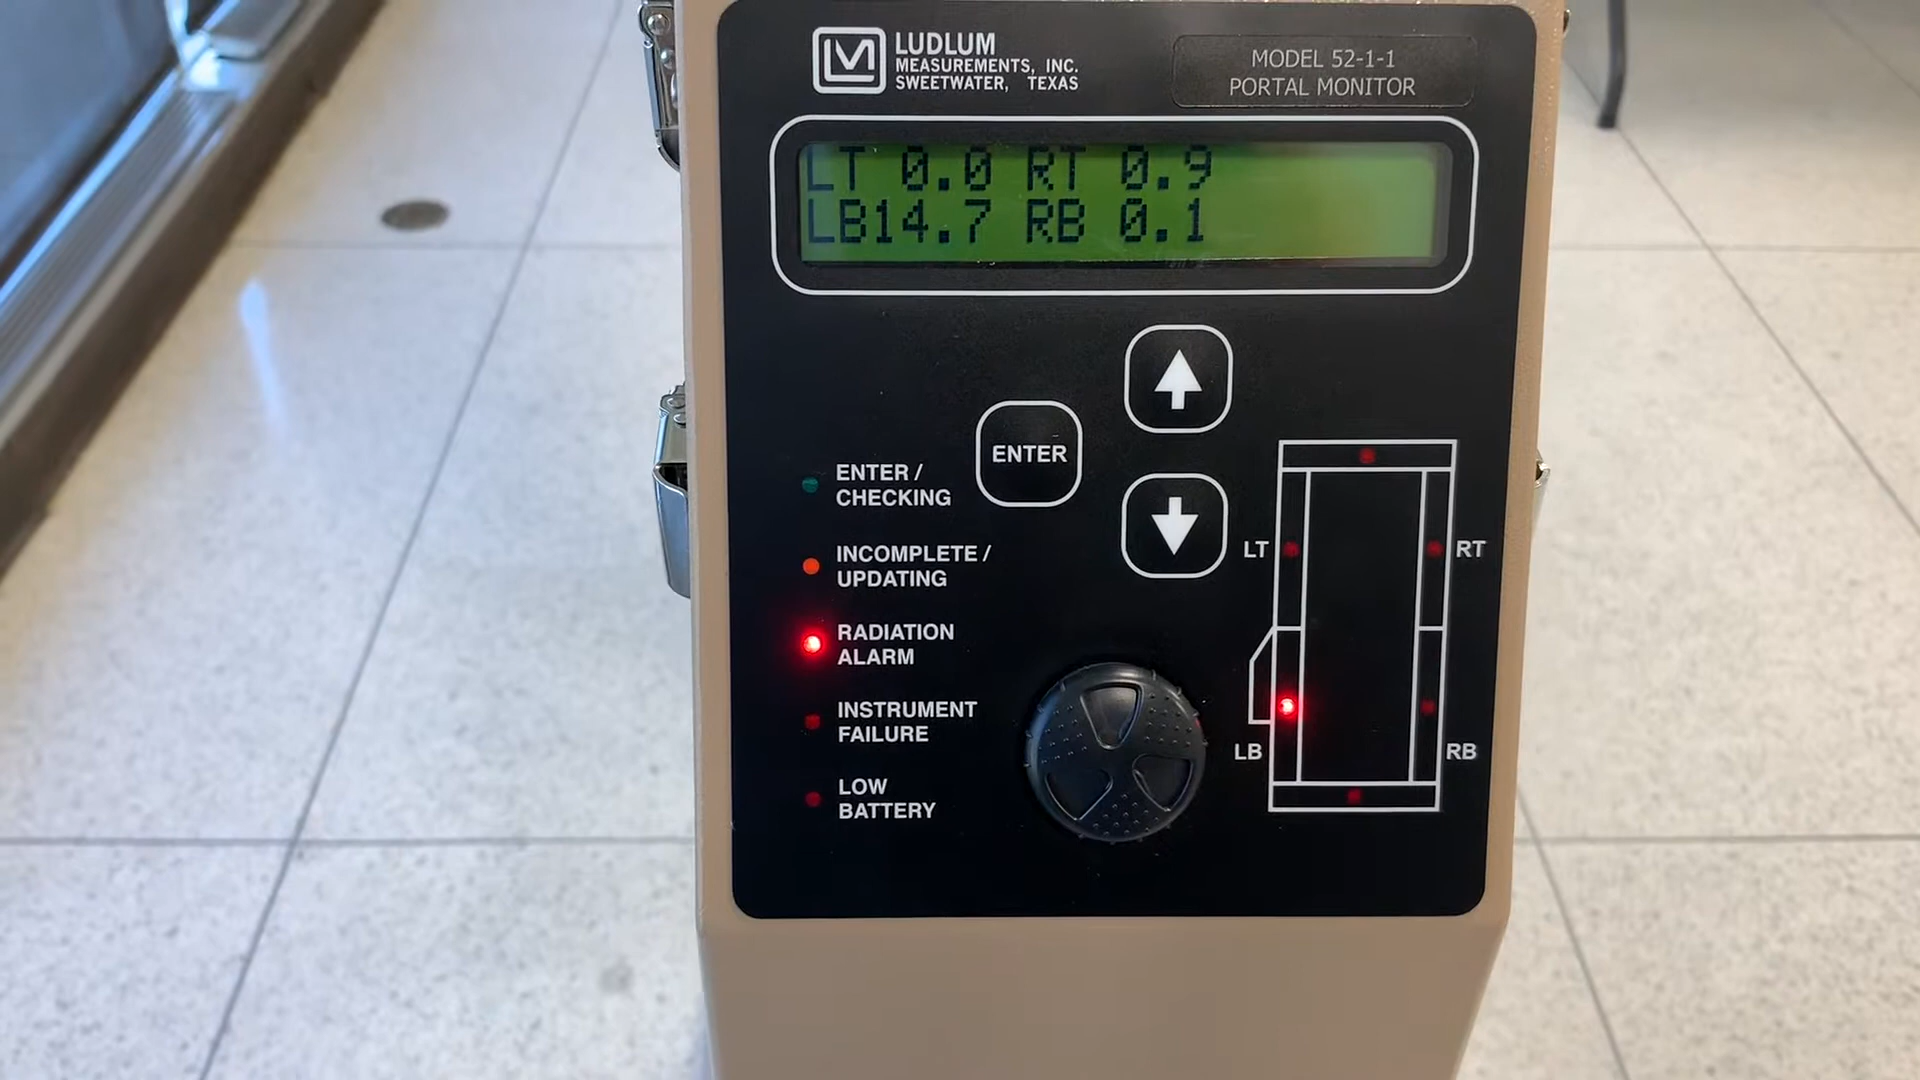 LUDLUM
MEASUREMENTS, INC.
SWEETWATER, TEXAS
MODEL 52-1-1
PORTAL MONITOR
LT 0.0 RT 0.9
LB14.7 RB 0.1
ENTER
ENTER /
CHECKING
INCOMPLETE /
UPDATING
RADIATION
ALARM
INSTRUMENT
FAILURE
LOW
BATTERY
LT
RT
LB
RB